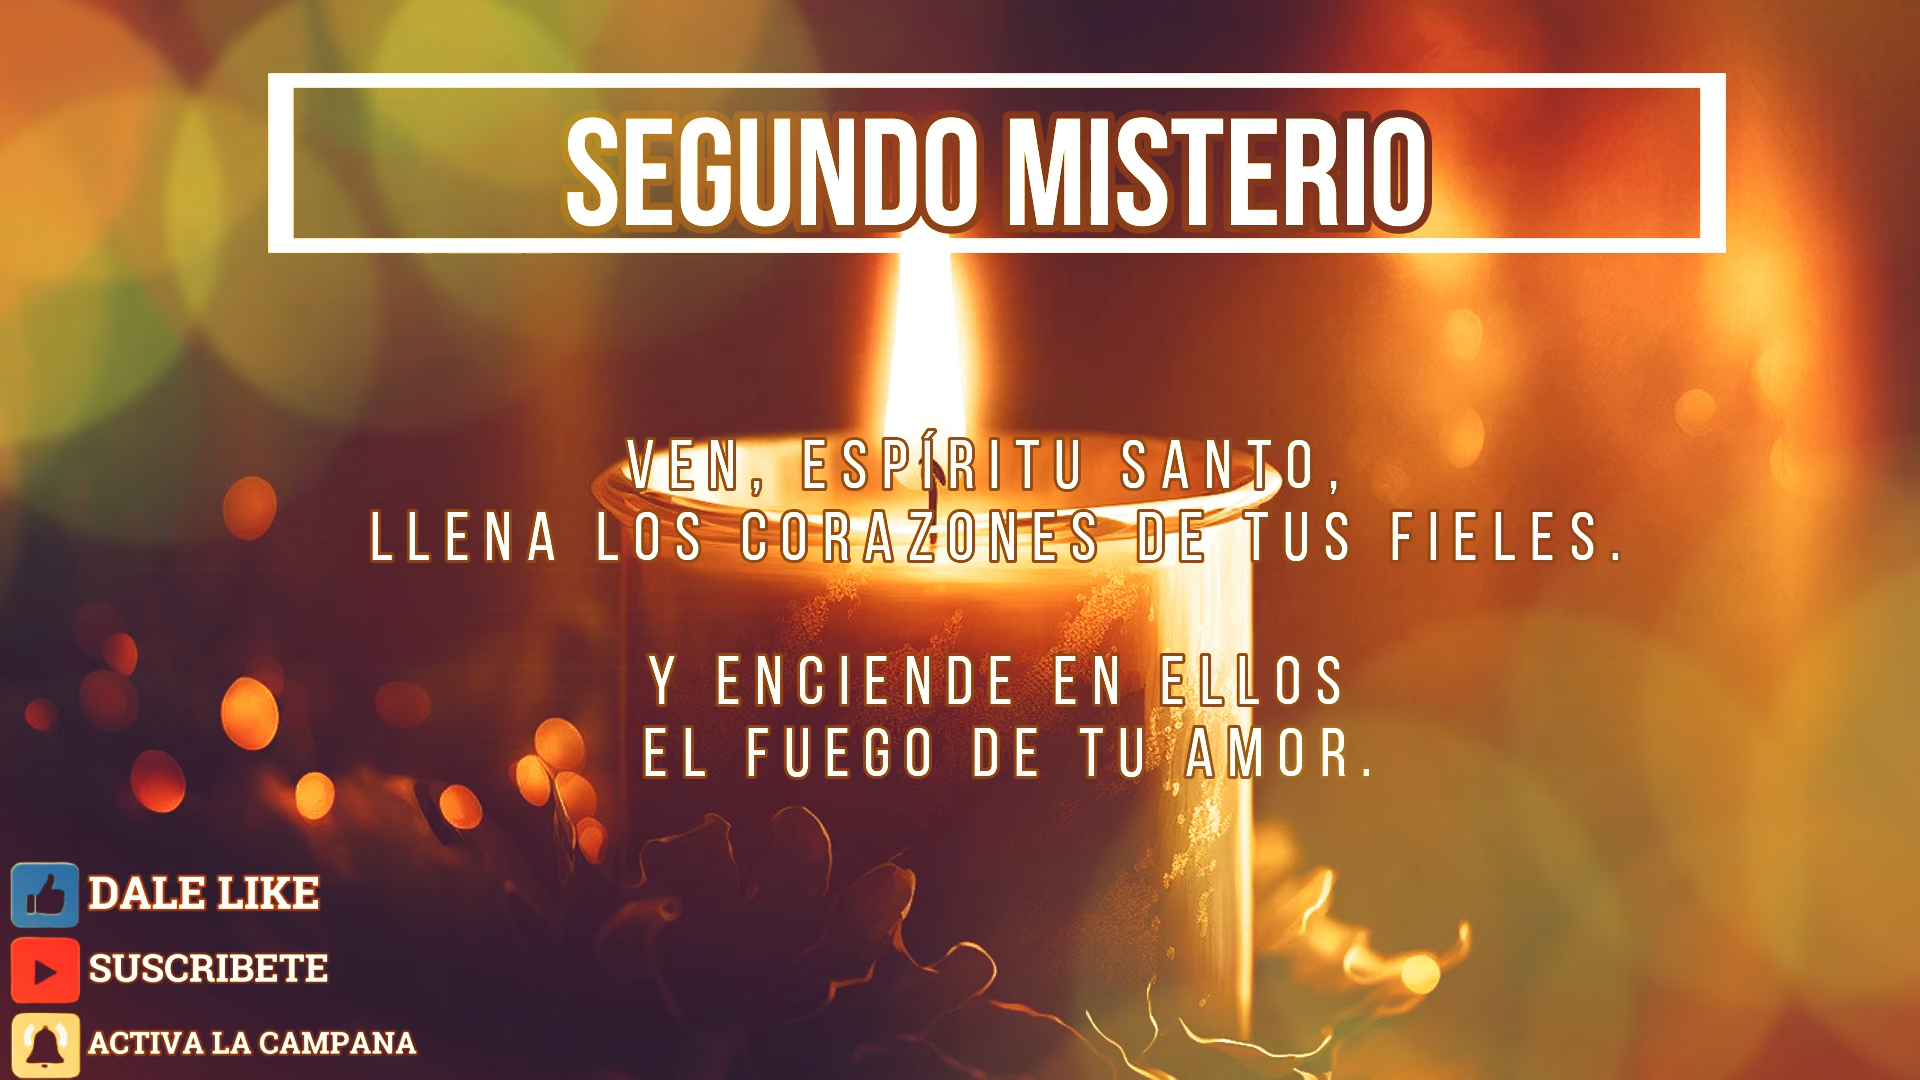 SEGUNDO MISTERIO
VEN, ESPÍRITU SANTO,
LLENA LOS CORAZONES DE TUS FIELES.
Y ENCIENDE EN ELLOS
EL FUEGO DE TU AMOR.
DALE LIKE
SUSCRIBETE
ACTIVA LA CAMPANA